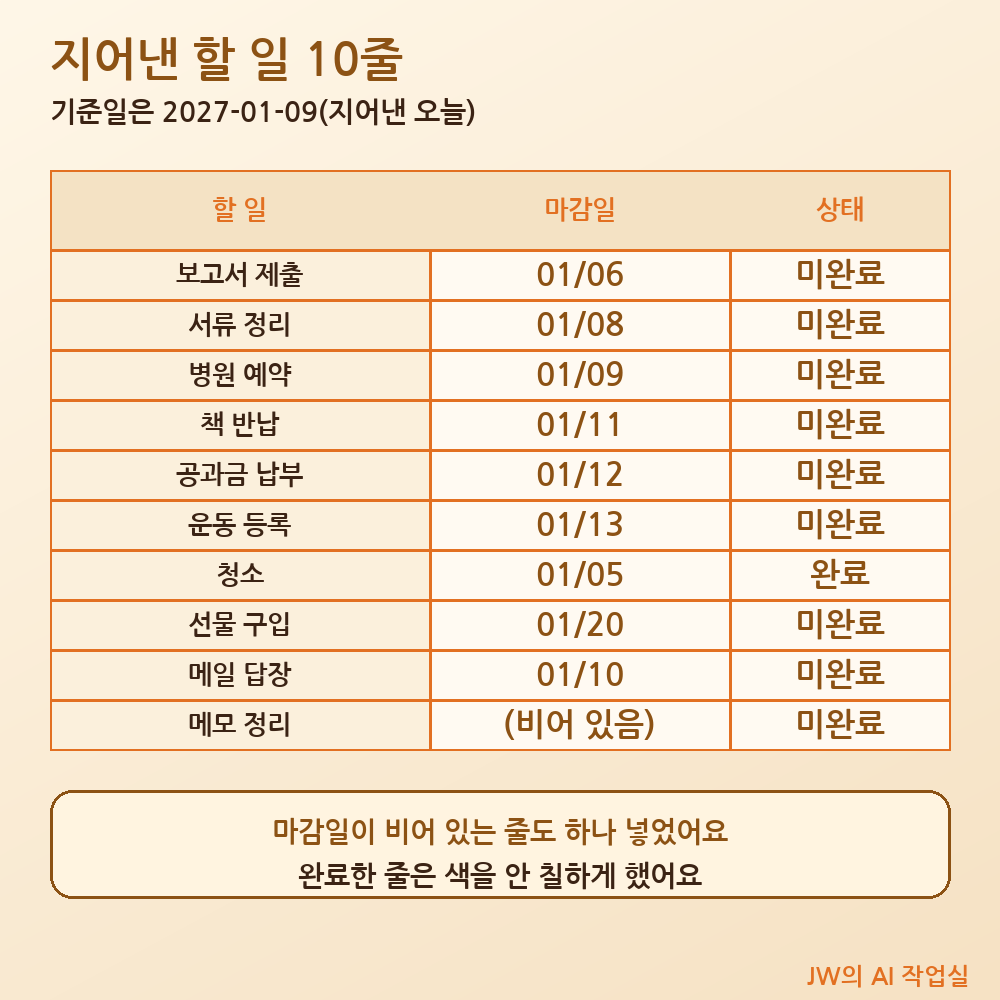 지어낸 할 일 10줄
기준일은 2027-01-09(지어낸 오늘)
할 일 마감일 상태
보고서 제출 01/06 미완료
서류 정리 01/08 미완료
병원 예약 01/09 미완료
책 반납 01/11 미완료
공과금 납부 01/12 미완료
운동 등록 01/13 미완료
청소 01/05 완료
선물 구입 01/20 미완료
메일 답장 01/10 미완료
메모 정리 (비어 있음) 미완료
마감일이 비어 있는 줄도 하나 넣었어요
완료한 줄은 색을 안 칠하게 했어요
JW의 AI 작업실